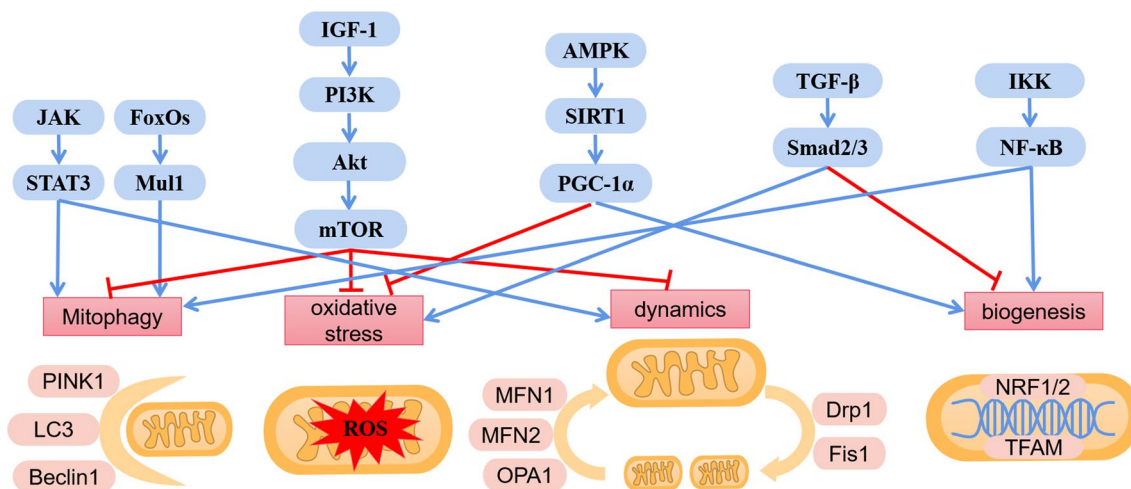 IGF-1
AMPK
TGF-β
IKK
PI3K
JAK
FoxOs
SIRT1
Smad2/3
NF-κB
Akt
STAT3
Mul1
PGC-1α
mTOR
Mitophagy
oxidative
stress
dynamics
biogenesis
PINK1
LC3
Beclin1
ROS
MFN1
MFN2
OPA1
Drp1
Fis1
NRF1/2
TFAM